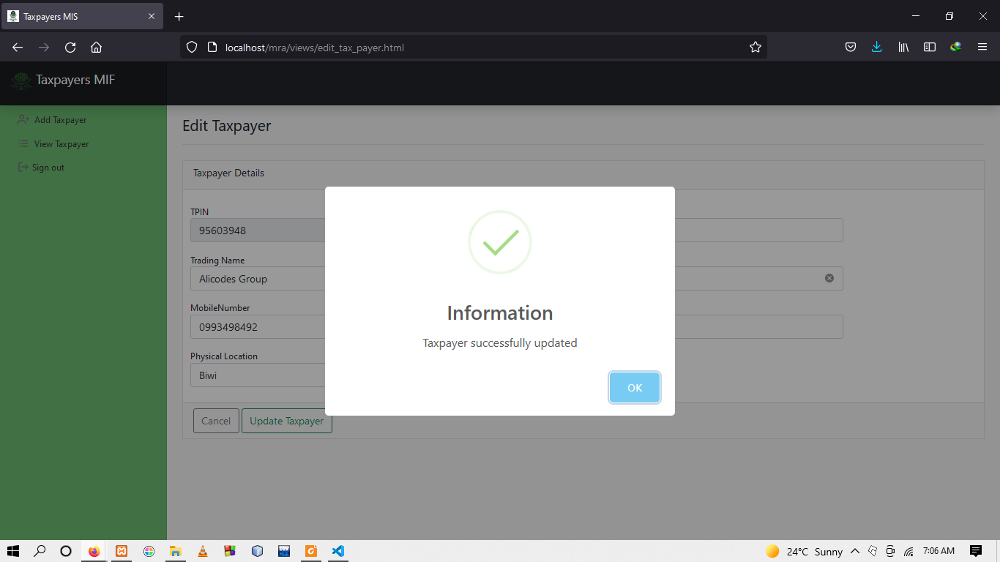 Taxpayers MIS
localhost/mra/views/edit_tax_payer.html
Taxpayers MIF
Add Taxpayer
View Taxpayer
Sign out
Edit Taxpayer
Taxpayer Details
TPIN
95603948
Trading Name
Alicodes Group
MobileNumber
0993498492
Physical Location
Biwi
Cancel
Update Taxpayer
Information
Taxpayer successfully updated
OK
24°C Sunny
7:06 AM